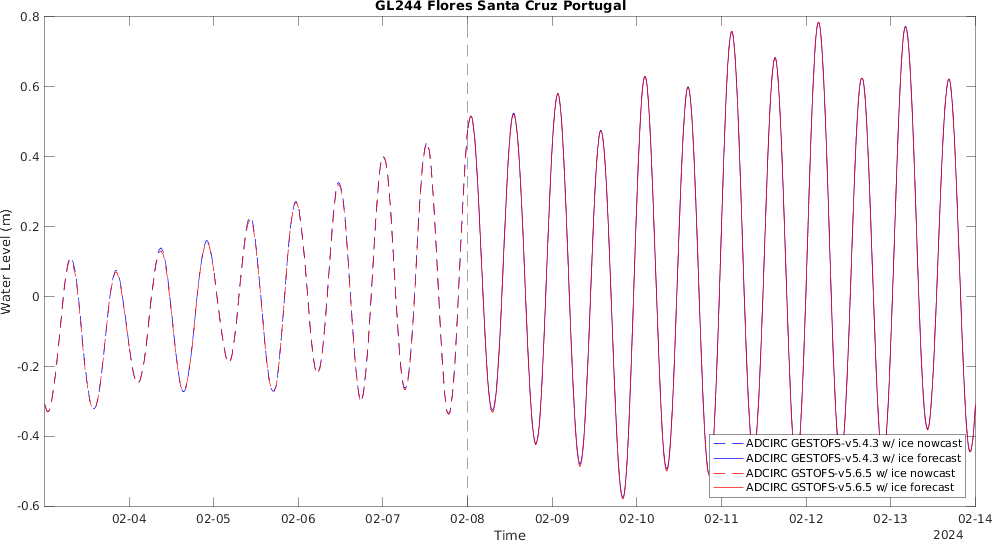 GL244 Flores Santa Cruz Portugal
0.8
0.6
0.4
0.2
0
-0.2
-0.4
-0.6
Water Level (m)
ADCIRC GESTOFS-v5.4.3 w/ ice nowcast
ADCIRC GESTOFS-v5.4.3 w/ ice forecast
ADCIRC GSTOFS-v5.6.5 w/ ice nowcast
ADCIRC GSTOFS-v5.6.5 w/ ice forecast
02-04 02-05 02-06 02-07 02-08 02-09 02-10 02-11 02-12 02-13 02-14
Time
2024